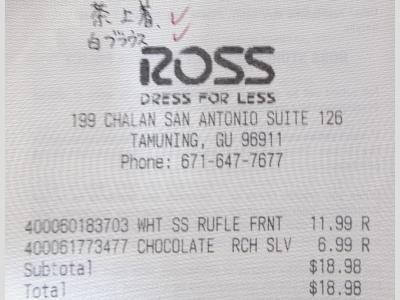 茶 上着、
白ブラウス
ROSS
DRESS FOR LESS
199 CHALAN SAN ANTONIO SUITE 126
TAMUNING, GU 96911
Phone: 671-647-7677
400060183703 WHT SS RUFLE FRNT 11.99 R
400061773477 CHOCOLATE RCH SLV 6.99 R
Subtotal $18.98
Total $18.98